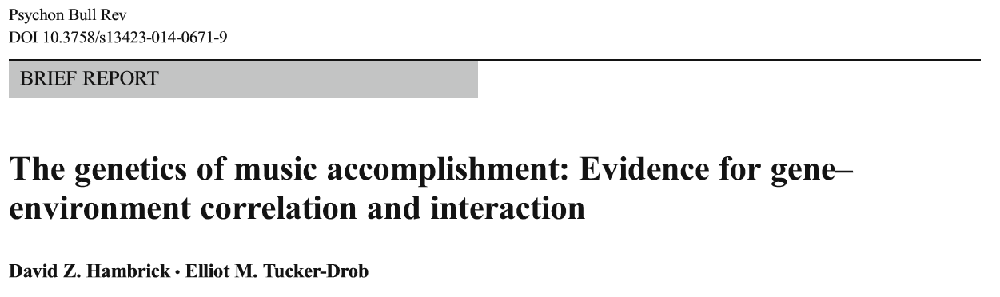 Psychon Bull Rev
DOI 10.3758/s13423-014-0671-9
BRIEF REPORT
The genetics of music accomplishment: Evidence for gene–
environment correlation and interaction
David Z. Hambrick · Elliot M. Tucker-Drob